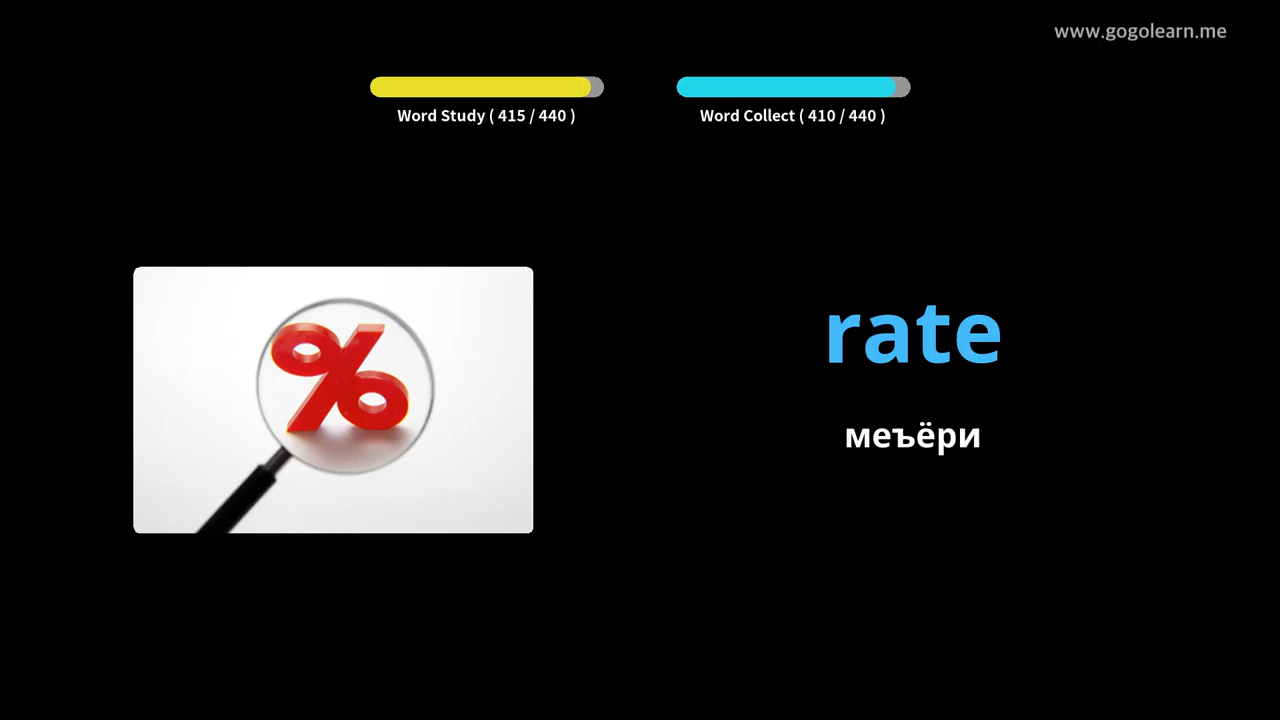 www.gogolearn.me
Word Study ( 415 / 440 )
Word Collect ( 410 / 440 )
%
rate
меъёри